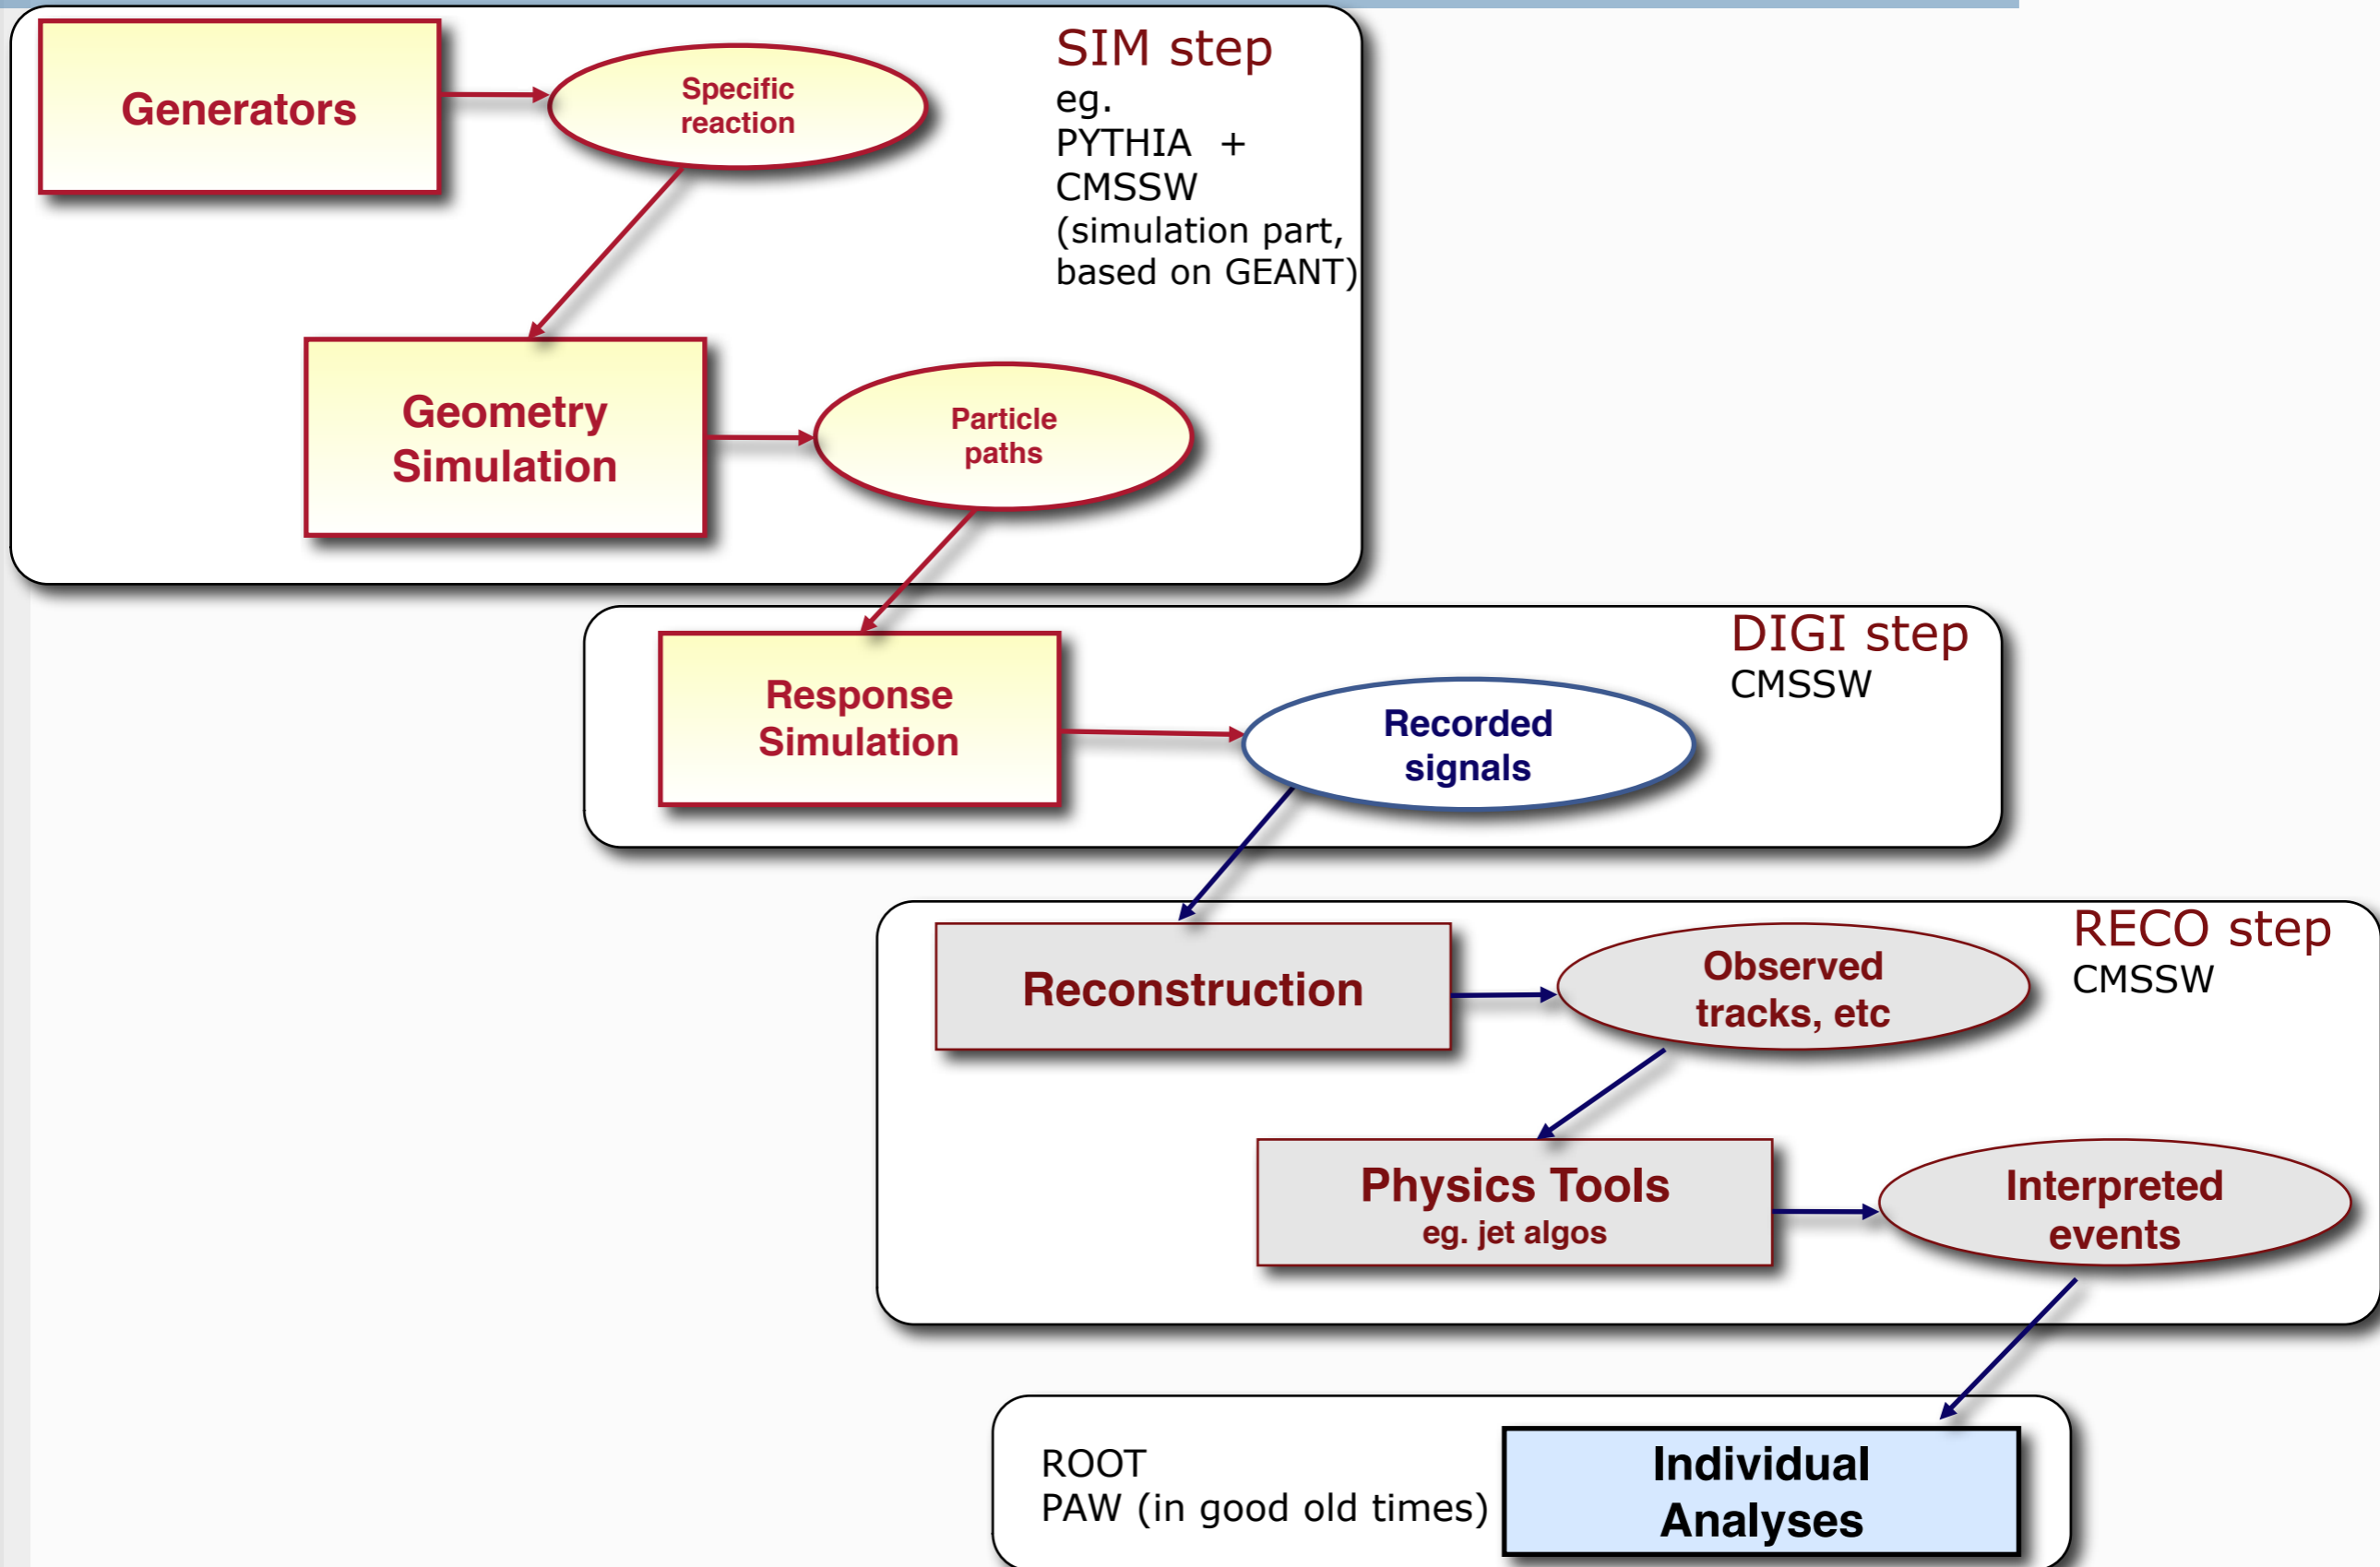 Generators
Specific
reaction
SIM step
eg.
PYTHIA +
CMSSW
(simulation part,
based on GEANT)
Geometry
Simulation
Particle
paths
DIGI step
CMSSW
Response
Simulation
Recorded
signals
RECO step
CMSSW
Reconstruction
Observed
tracks, etc
Physics Tools
eg. jet algos
Interpreted
events
ROOT
PAW (in good old times)
Individual
Analyses